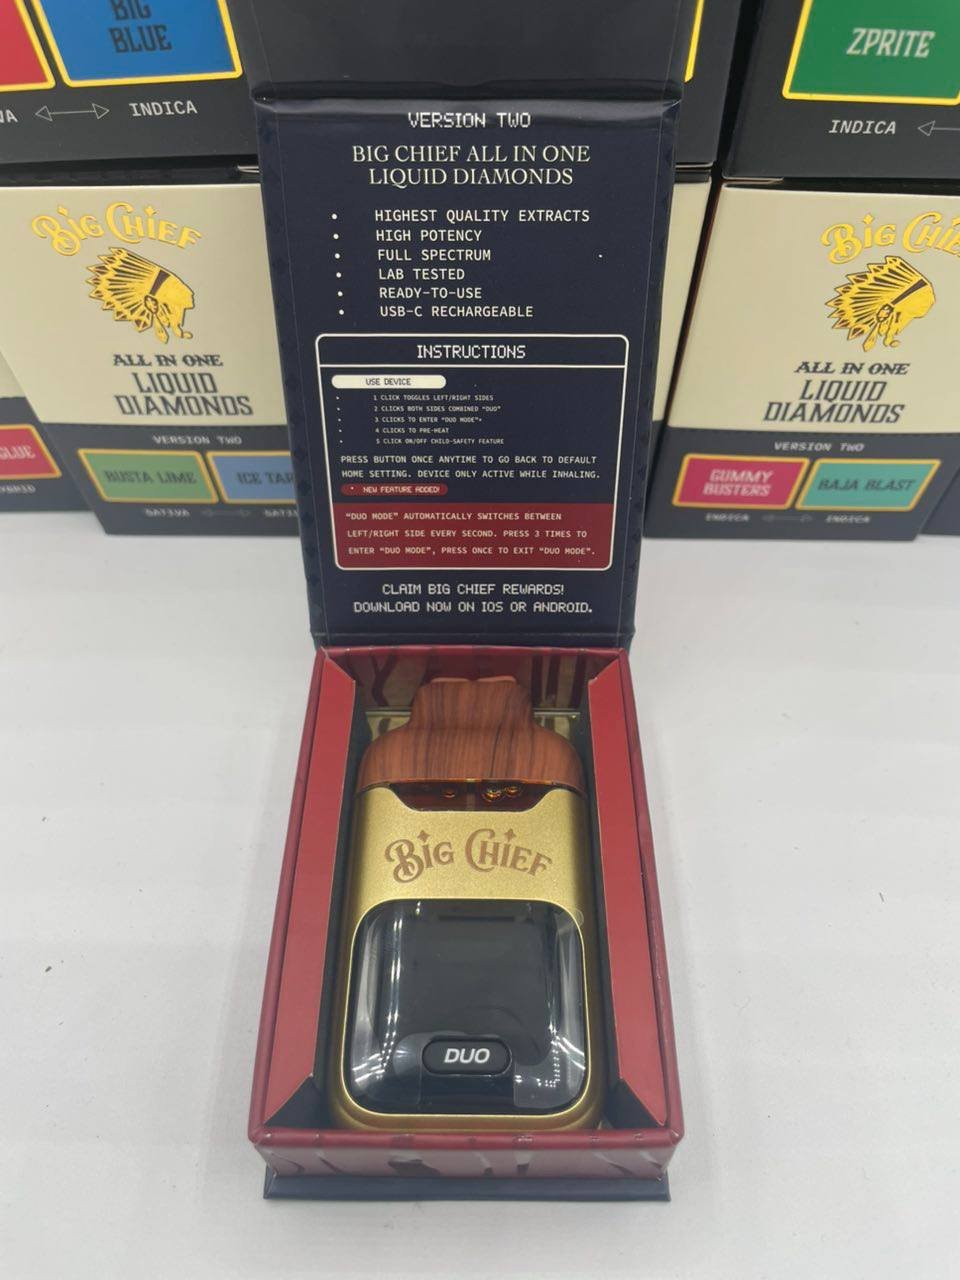 BIG
BLUE
INDICA
ZPRITE
INDICA
VERSION TWO
BIG CHIEF ALL IN ONE
LIQUID DIAMONDS
• HIGHEST QUALITY EXTRACTS
• HIGH POTENCY
• FULL SPECTRUM
• LAB TESTED
• READY-TO-USE
• USB-C RECHARGEABLE
INSTRUCTIONS
USE DEVICE
• 1 CLICK TOGGLES LEFT/RIGHT SIDES
• 2 CLICKS BOTH SIDES COMBINED "DUO"
• 3 CLICKS TO ENTER "DUO MODE"*
• 4 CLICKS TO PRE-HEAT
• 5 CLICK ON/OFF CHILD-SAFETY FEATURE
PRESS BUTTON ONCE ANYTIME TO GO BACK TO DEFAULT
HOME SETTING. DEVICE ONLY ACTIVE WHILE INHALING.
* NEW FEATURE ADDED!
"DUO MODE" AUTOMATICALLY SWITCHES BETWEEN
LEFT/RIGHT SIDE EVERY SECOND. PRESS 3 TIMES TO
ENTER "DUO MODE", PRESS ONCE TO EXIT "DUO MODE".
CLAIM BIG CHIEF REWARDS!
DOWNLOAD NOW ON IOS OR ANDROID.
BIG CHIEF
ALL IN ONE
LIQUID
DIAMONDS
VERSION TWO
BUSTA LIME
ICE TAR
SATIVA
BIG CHIE
ALL IN ONE
LIQUID
DIAMONDS
VERSION TWO
GUMMY
BUSTERS
BAJA BLAST
INDICA
INDICA
BIG CHIEF
DUO